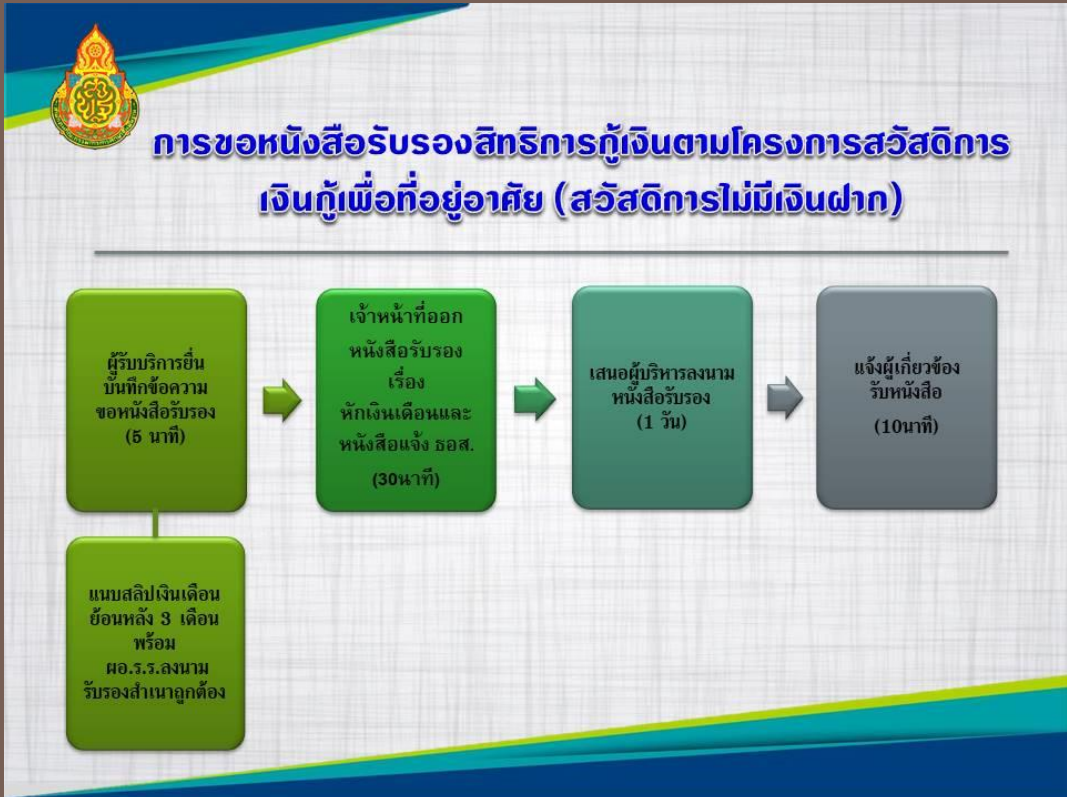 การขอหนังสือรับรองสิทธิการกู้เงินตามโครงการสวัสดิการ
เงินกู้เพื่อที่อยู่อาศัย (สวัสดิการไม่มีเงินฝาก)
ผู้รับบริการยื่น
บันทึกข้อความ
ขอหนังสือรับรอง
(5 นาที)
แนบสลิปเงินเดือน
ย้อนหลัง 3 เดือน
พร้อม
ผอ.ร.ร.ลงนาม
รับรองสำเนาถูกต้อง
เจ้าหน้าที่ออก
หนังสือรับรอง
เรื่อง
หักเงินเดือนและ
หนังสือแจ้ง ธอส.
(30นาที)
เสนอผู้บริหารลงนาม
หนังสือรับรอง
(1 วัน)
แจ้งผู้เกี่ยวข้อง
รับหนังสือ
(10นาที)